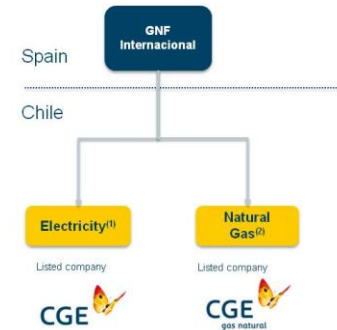 GNF
Internacional
Spain
Chile
Electricity(1)
Natural
Gas(2)
Listed company
Listed company
CGE
CGE
gas natural